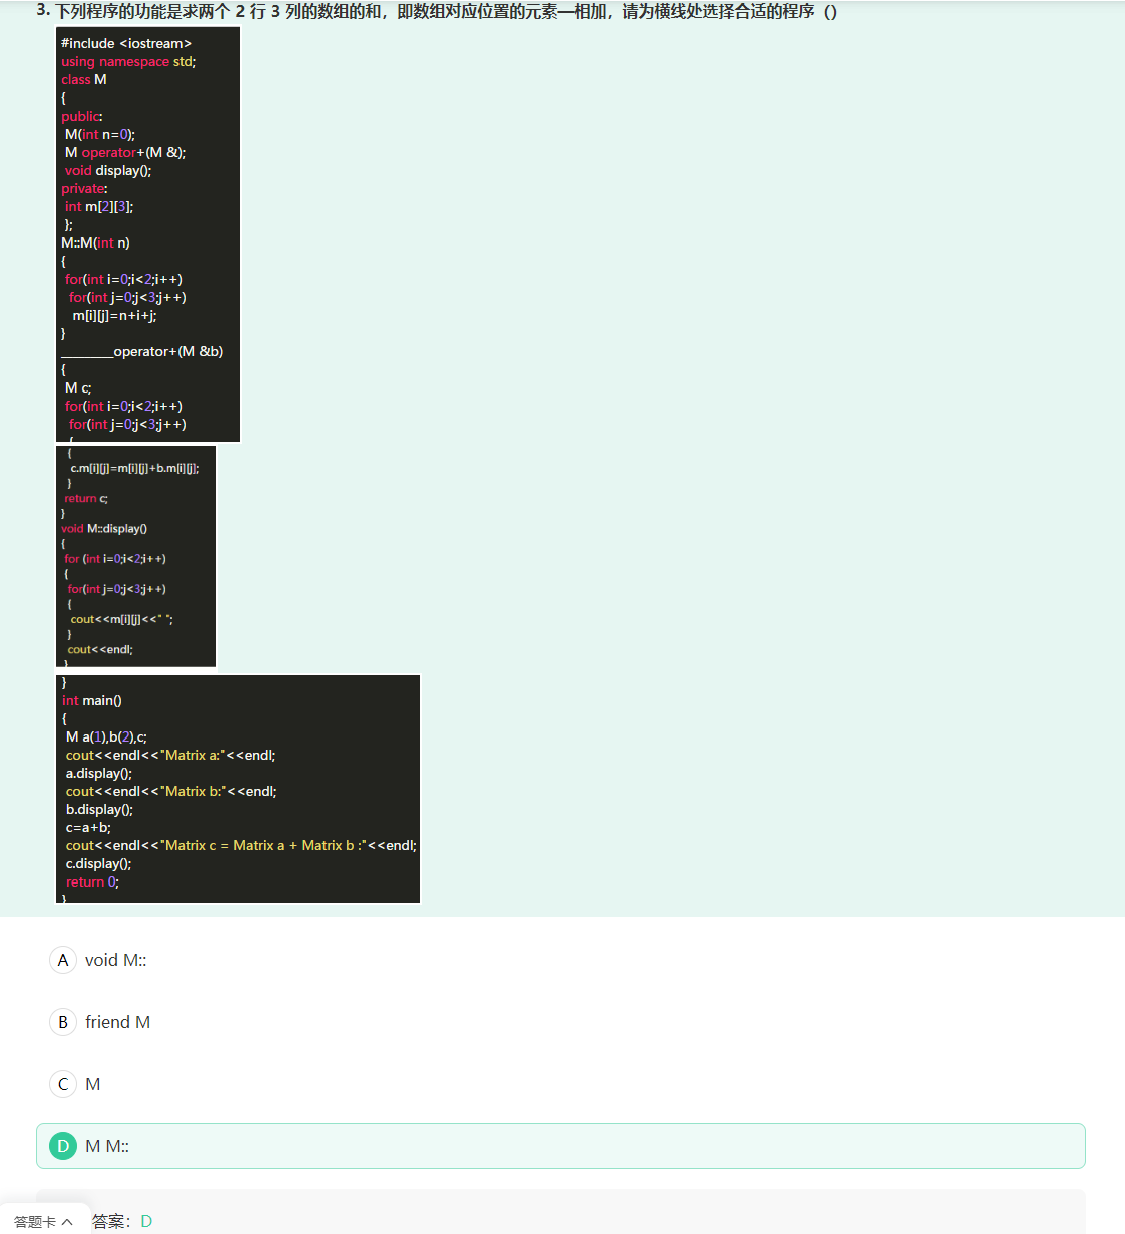 3. 下列程序的功能是求两个 2 行 3 列的数组的和，即数组对应位置的元素一一相加，请为横线处选择合适的程序（）
#include <iostream>
using namespace std;
class M
{
public:
M(int n=0);
M operator+(M &);
void display();
private:
int m[2][3];
};
M::M(int n)
{
for(int i=0;i<2;i++)
for(int j=0;j<3;j++)
m[i][j]=n+i+j;
}
________operator+(M &b)
{
M c;
for(int i=0;i<2;i++)
for(int j=0;j<3;j++)
{
{
c.m[i][j]=m[i][j]+b.m[i][j];
}
return c;
}
void M::display()
{
for (int i=0;i<2;i++)
{
for(int j=0;j<3;j++)
{
cout<<m[i][j]<<" ";
}
cout<<endl;
}
}
int main()
{
M a(1),b(2),c;
cout<<endl<<"Matrix a:"<<endl;
a.display();
cout<<endl<<"Matrix b:"<<endl;
b.display();
c=a+b;
cout<<endl<<"Matrix c = Matrix a + Matrix b :"<<endl;
c.display();
return 0;
}
A void M::
B friend M
C M
D M M::
答题卡 答案：D